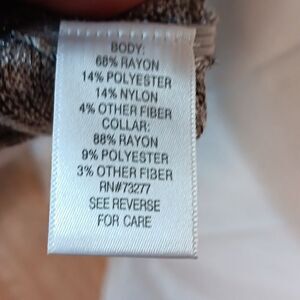 BODY:
68% RAYON
14% POLYESTER
14% NYLON
4% OTHER FIBER
COLLAR:
88% RAYON
9% POLYESTER
3% OTHER FIBER
RN#73277
SEE REVERSE
FOR CARE